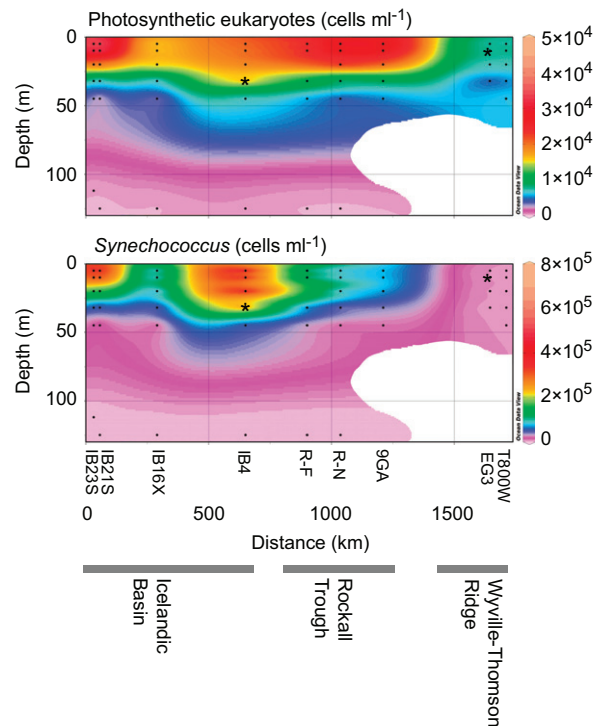 Photosynthetic eukaryotes (cells ml⁻¹)
0
50
100
Depth (m)
5×10⁴
4×10⁴
3×10⁴
2×10⁴
1×10⁴
0
Ocean Data View
*
*
Synechococcus (cells ml⁻¹)
0
50
100
Depth (m)
8×10⁵
6×10⁵
4×10⁵
2×10⁵
0
Ocean Data View
*
*
IB23S
IB21S
IB16X
IB4
R-F
R-N
9GA
EG3
T800W
0 500 1000 1500
Distance (km)
Icelandic
Basin
Rockall
Trough
Wyville-Thomson
Ridge